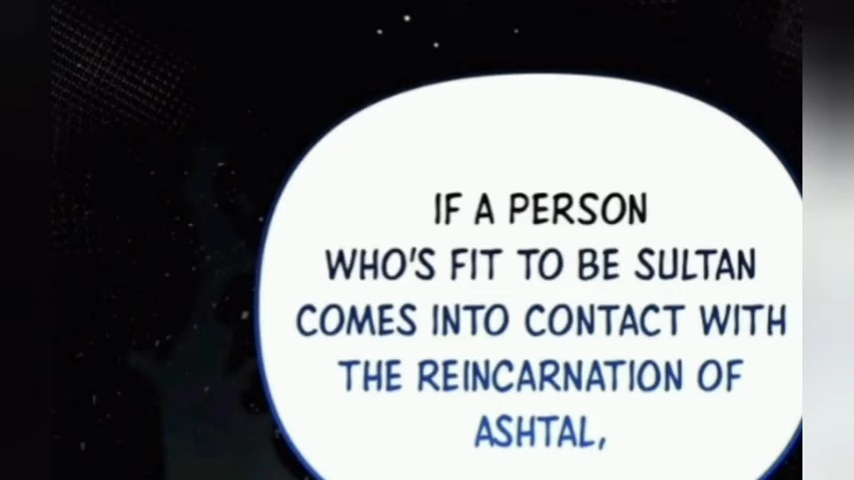 IF A PERSON
WHO'S FIT TO BE SULTAN
COMES INTO CONTACT WITH
THE REINCARNATION OF
ASHTAL,